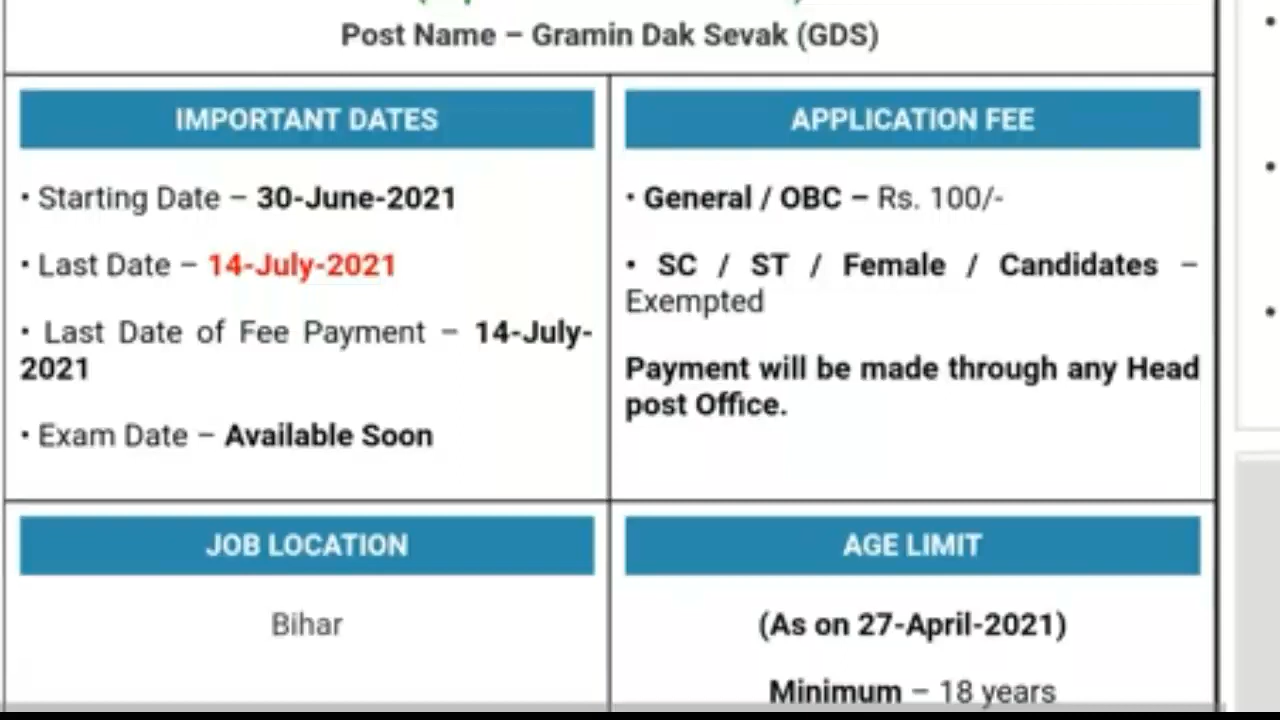 Post Name – Gramin Dak Sevak (GDS)
IMPORTANT DATES
• Starting Date – 30-June-2021
• Last Date – 14-July-2021
• Last Date of Fee Payment – 14-July-
2021
• Exam Date – Available Soon
APPLICATION FEE
• General / OBC – Rs. 100/-
• SC / ST / Female / Candidates –
Exempted
Payment will be made through any Head
post Office.
JOB LOCATION
Bihar
AGE LIMIT
(As on 27-April-2021)
Minimum – 18 years